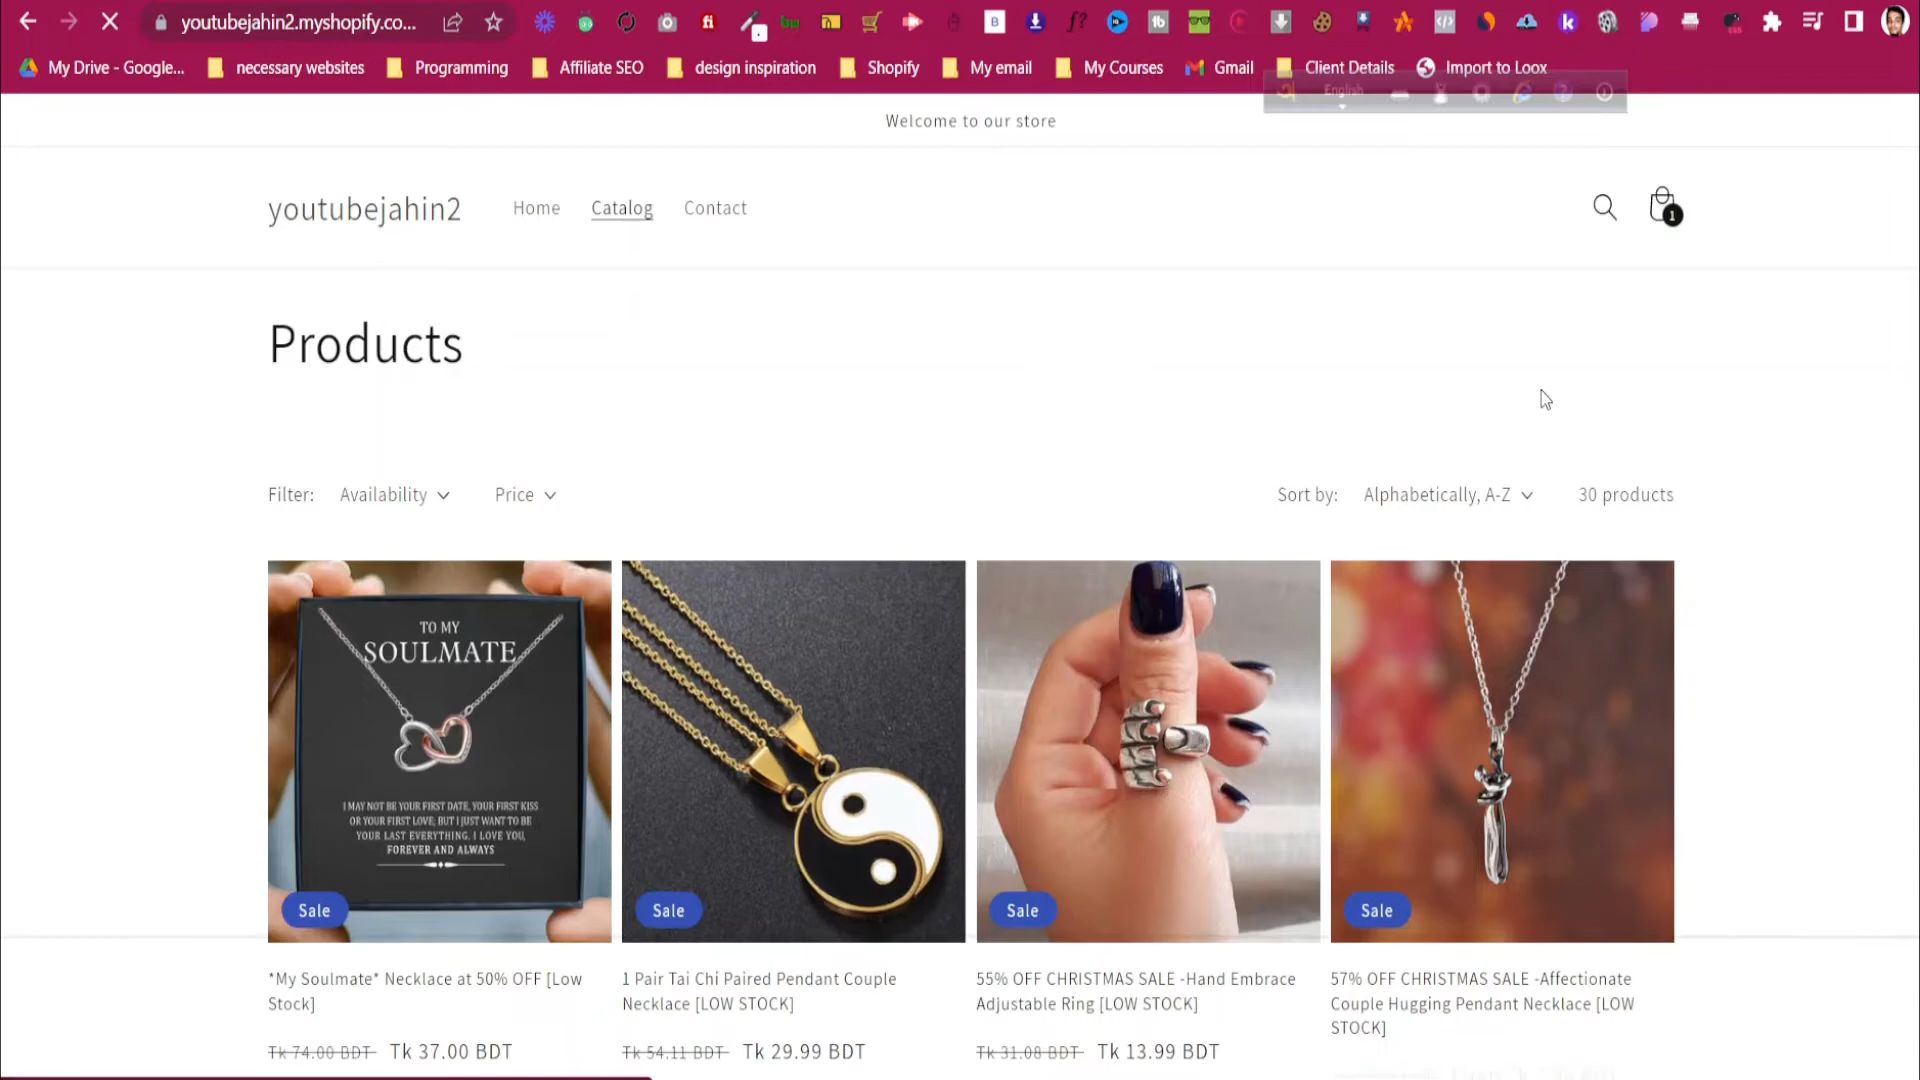 youtubejahin2.myshopify.co...
My Drive - Google... necessary websites Programming Affiliate SEO design inspiration Shopify My email My Courses Gmail Client Details Import to Loox
English
Welcome to our store
youtubejahin2 Home Catalog Contact
1
Products
Filter: Availability Price Sort by: Alphabetically, A-Z 30 products
TO MY
SOULMATE
I MAY NOT BE YOUR FIRST DATE, YOUR FIRST KISS
OR YOUR FIRST LOVE; BUT I JUST WANT TO BE
YOUR LAST EVERYTHING. I LOVE YOU,
FOREVER AND ALWAYS
Sale Sale Sale Sale
*My Soulmate* Necklace at 50% OFF [Low
Stock]
Tk 74.00 BDT Tk 37.00 BDT
1 Pair Tai Chi Paired Pendant Couple
Necklace [LOW STOCK]
Tk 54.11 BDT Tk 29.99 BDT
55% OFF CHRISTMAS SALE -Hand Embrace
Adjustable Ring [LOW STOCK]
Tk 31.08 BDT Tk 13.99 BDT
57% OFF CHRISTMAS SALE -Affectionate
Couple Hugging Pendant Necklace [LOW
STOCK]